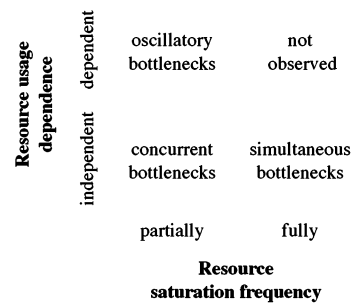 Resource usage
dependence
dependent
independent
oscillatory
bottlenecks
not
observed
concurrent
bottlenecks
simultaneous
bottlenecks
partially
fully
Resource
saturation frequency